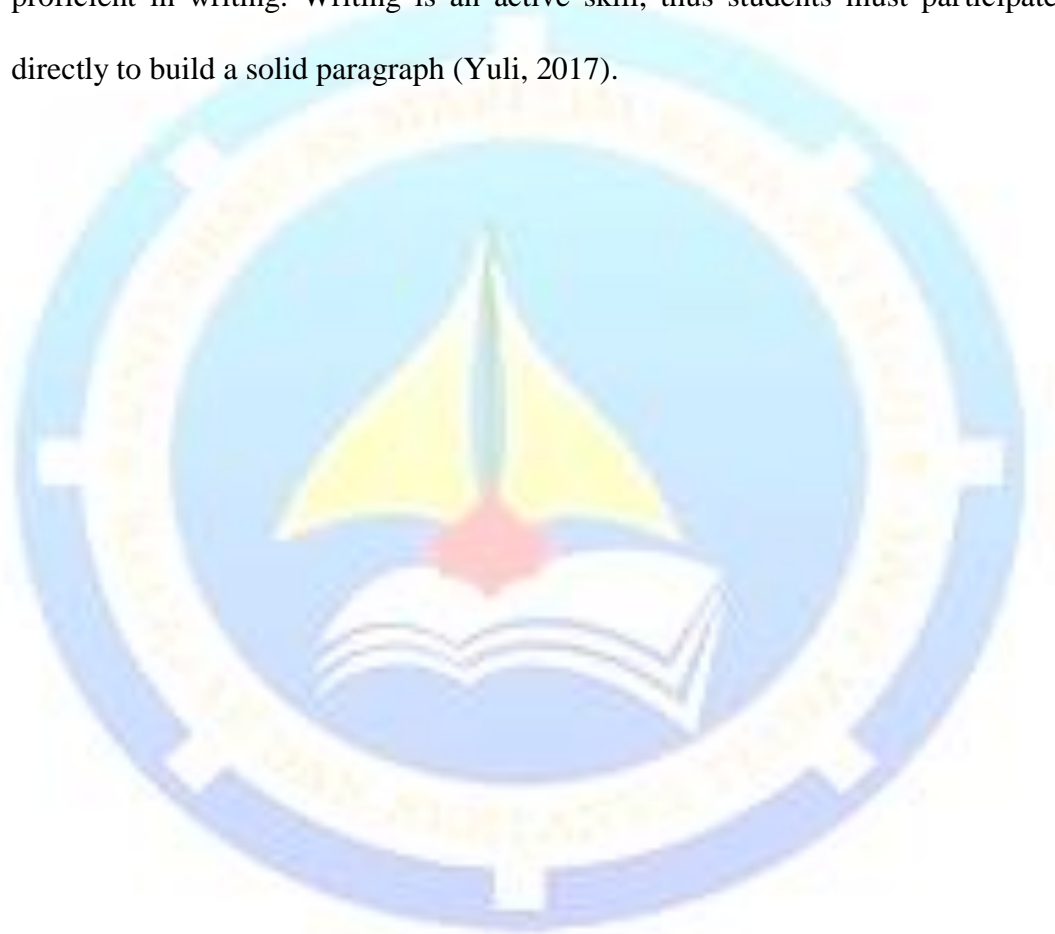 proficient in writing. Writing is an active skill, thus students must participate
directly to build a solid paragraph (Yuli, 2017).